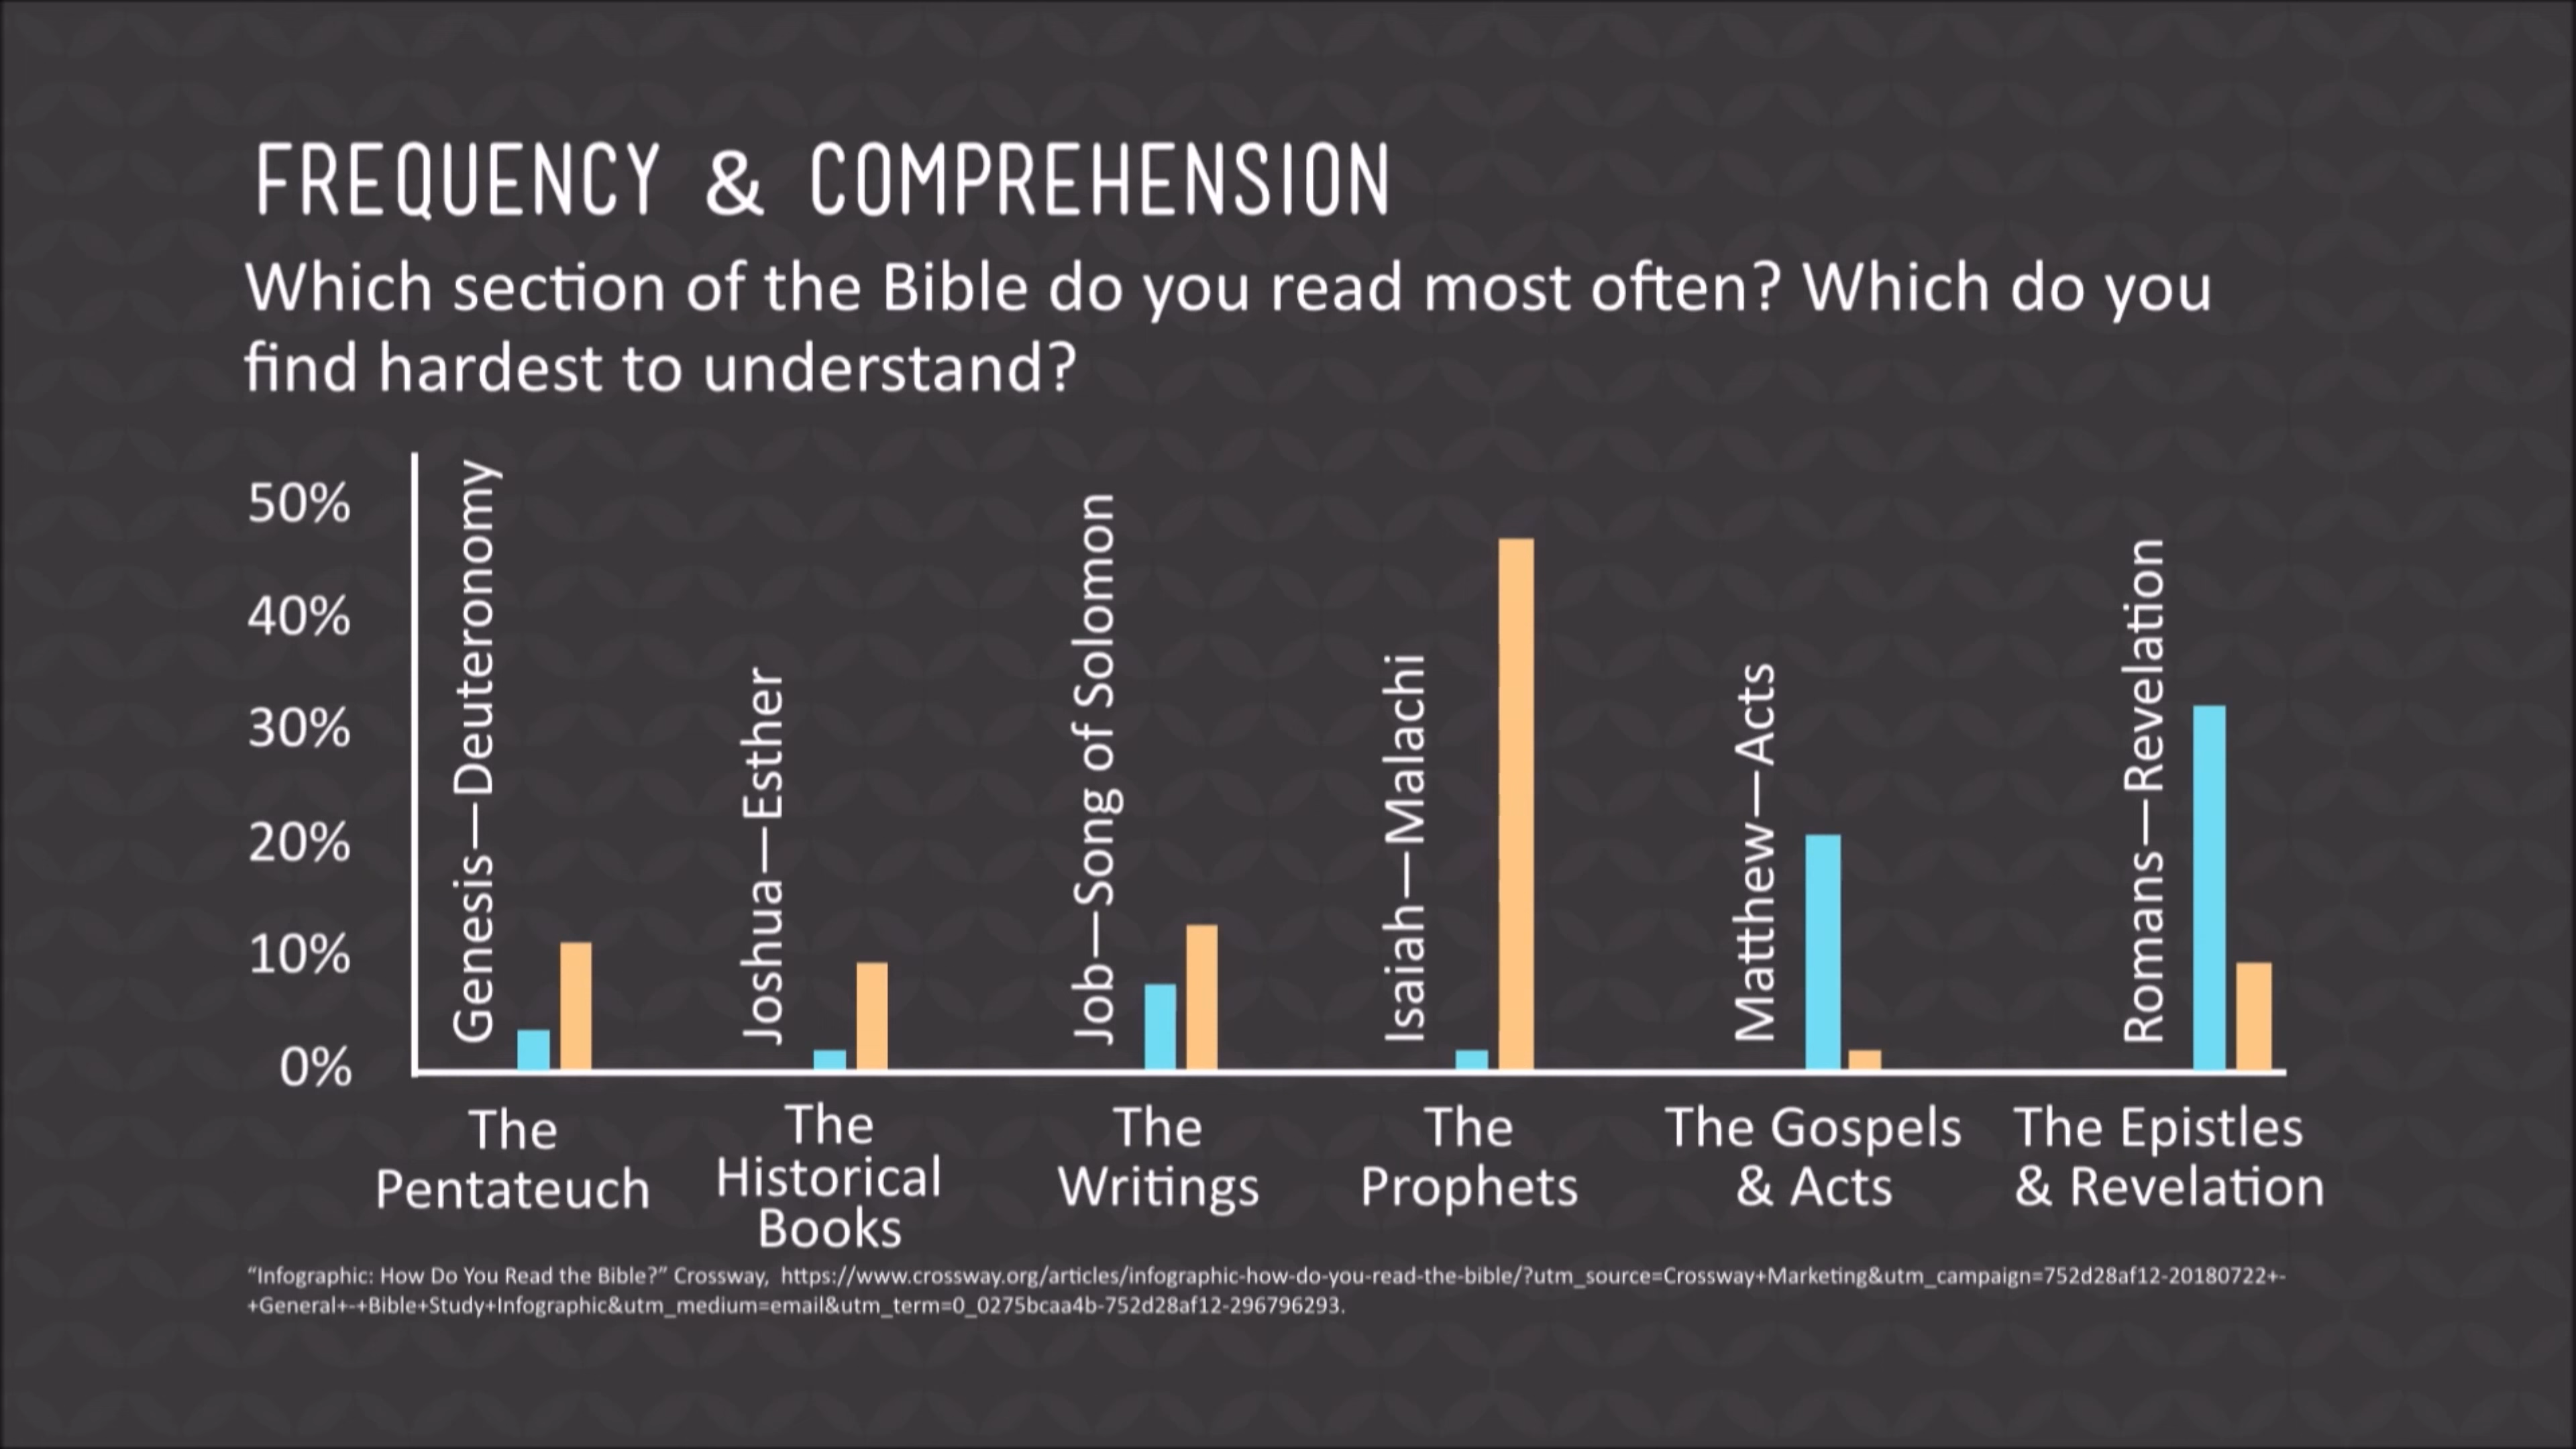 FREQUENCY & COMPREHENSION
Which section of the Bible do you read most often? Which do you
find hardest to understand?
50%
40%
30%
20%
10%
0%
Genesis—Deuteronomy
Joshua—Esther
Job—Song of Solomon
Isaiah—Malachi
Matthew—Acts
Romans—Revelation
The
Pentateuch
The
Historical
Books
The
Writings
The
Prophets
The Gospels
& Acts
The Epistles
& Revelation
“Infographic: How Do You Read the Bible?” Crossway, https://www.crossway.org/articles/infographic-how-do-you-read-the-bible/?utm_source=Crossway+Marketing&utm_campaign=752d28af12-20180722+-
+General+-+Bible+Study+Infographic&utm_medium=email&utm_term=0_0275bcaa4b-752d28af12-296796293.